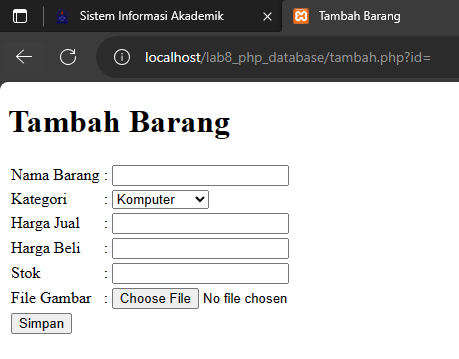 Sistem Informasi Akademik × Tambah Barang
localhost/lab8_php_database/tambah.php?id=
Tambah Barang
Nama Barang :
Kategori : Komputer
Harga Jual :
Harga Beli :
Stok :
File Gambar : Choose File No file chosen
Simpan